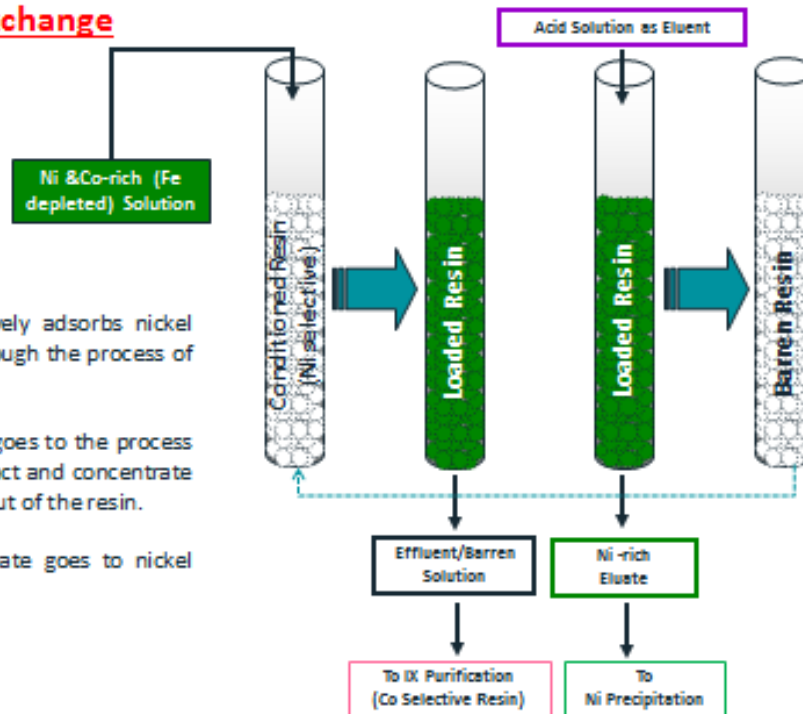 change
Acid Solution as Eluent
Ni &Co-rich (Fe
depleted) Solution
Conditioned Resin
(Ni selective)
Loaded Resin
Loaded Resin
Barren Resin
vely adsorbs nickel
ough the process of
goes to the process
act and concentrate
ut of the resin.
ate goes to nickel
Effluent/Barren
Solution
Ni -rich
Eluate
To IX Purification
(Co Selective Resin)
To
Ni Precipitation